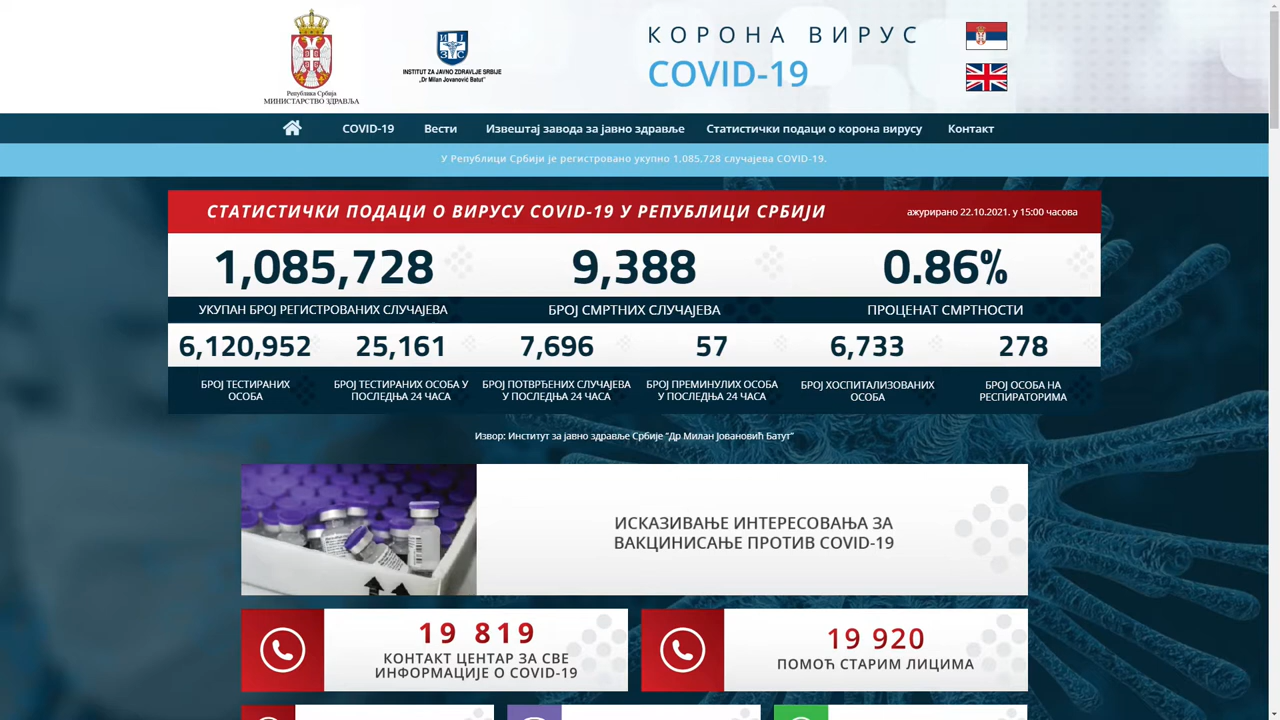 Република Србија
МИНИСТАРСТВО ЗДРАВЉА
INSTITUT ZA JAVNO ZDRAVLJE SRBIJE
„Dr Milan Jovanović Batut"
КОРОНА ВИРУС
COVID-19
COVID-19 Вести Извештај завода за јавно здравље Статистички подаци о корона вирусу Контакт
У Републици Србији је регистровано укупно 1,085,728 случајева COVID-19.
СТАТИСТИЧКИ ПОДАЦИ О ВИРУСУ COVID-19 У РЕПУБЛИЦИ СРБИЈИ
ажурирано 22.10.2021. у 15:00 часова
1,085,728
УКУПАН БРОЈ РЕГИСТРОВАНИХ СЛУЧАЈЕВА
9,388
БРОЈ СМРТНИХ СЛУЧАЈЕВА
0.86%
ПРОЦЕНАТ СМРТНОСТИ
6,120,952
БРОЈ ТЕСТИРАНИХ
ОСОБА
25,161
БРОЈ ТЕСТИРАНИХ ОСОБА У
ПОСЛЕДЊА 24 ЧАСА
7,696
БРОЈ ПОТВРЂЕНИХ СЛУЧАЈЕВА
У ПОСЛЕДЊА 24 ЧАСА
57
БРОЈ ПРЕМИНУЛИХ ОСОБА
У ПОСЛЕДЊА 24 ЧАСА
6,733
БРОЈ ХОСПИТАЛИЗОВАНИХ
ОСОБА
278
БРОЈ ОСОБА НА
РЕСПИРАТОРИМА
Извор: Институт за јавно здравље Србије "Др Милан Јовановић Батут"
ИСКАЗИВАЊЕ ИНТЕРЕСОВАЊА ЗА
ВАКЦИНИСАЊЕ ПРОТИВ COVID-19
19 819
КОНТАКТ ЦЕНТАР ЗА СВЕ
ИНФОРМАЦИЈЕ О COVID-19
19 920
ПОМОЋ СТАРИМ ЛИЦИМА